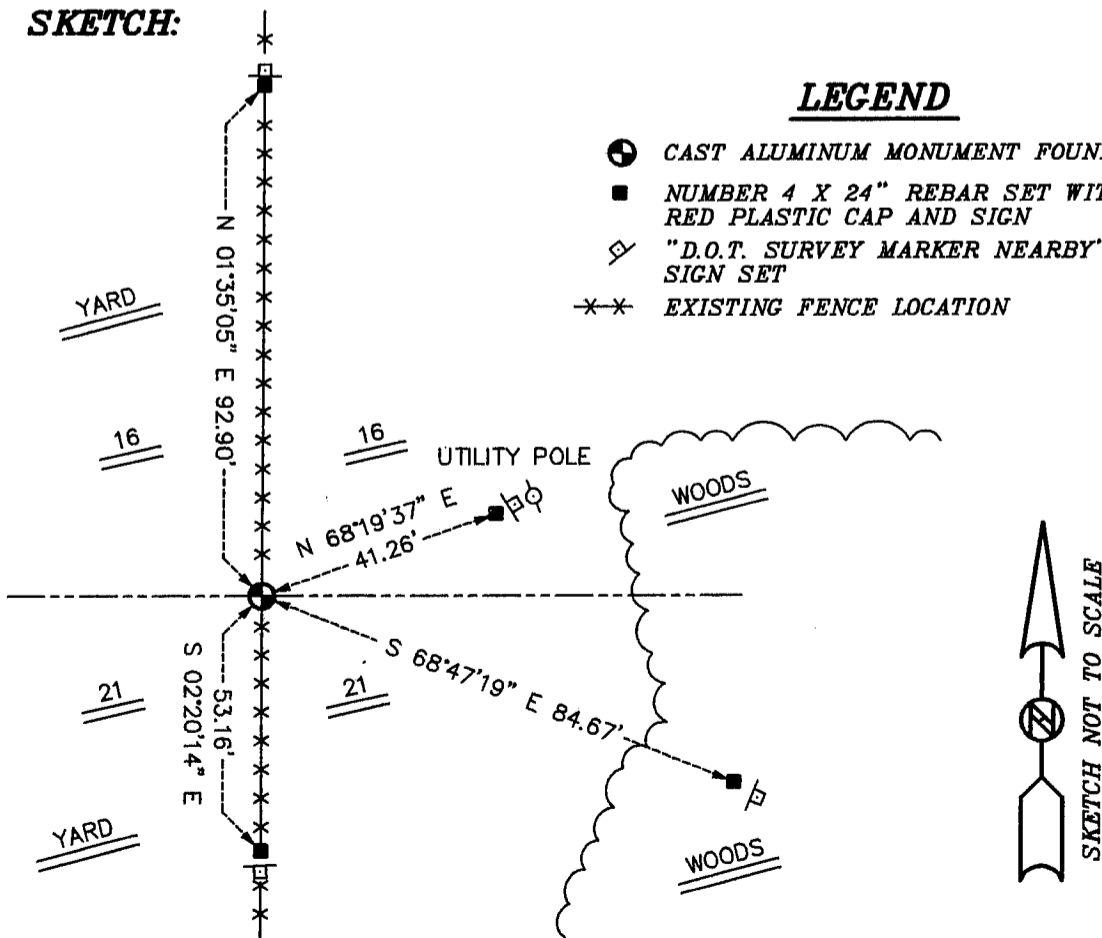 SKETCH:
LEGEND
CAST ALUMINUM MONUMENT FOUN
NUMBER 4 X 24" REBAR SET WIT
RED PLASTIC CAP AND SIGN
"D.O.T. SURVEY MARKER NEARBY"
SIGN SET
EXISTING FENCE LOCATION
N 01°35'05" E 92.90'
YARD
16
16
UTILITY POLE
WOODS
N 68°19'37" E
41.26'
S 68°47'19" E 84.67'
21
21
53.16'
S 02°20'14" E
YARD
WOODS
N
SKETCH NOT TO SCALE